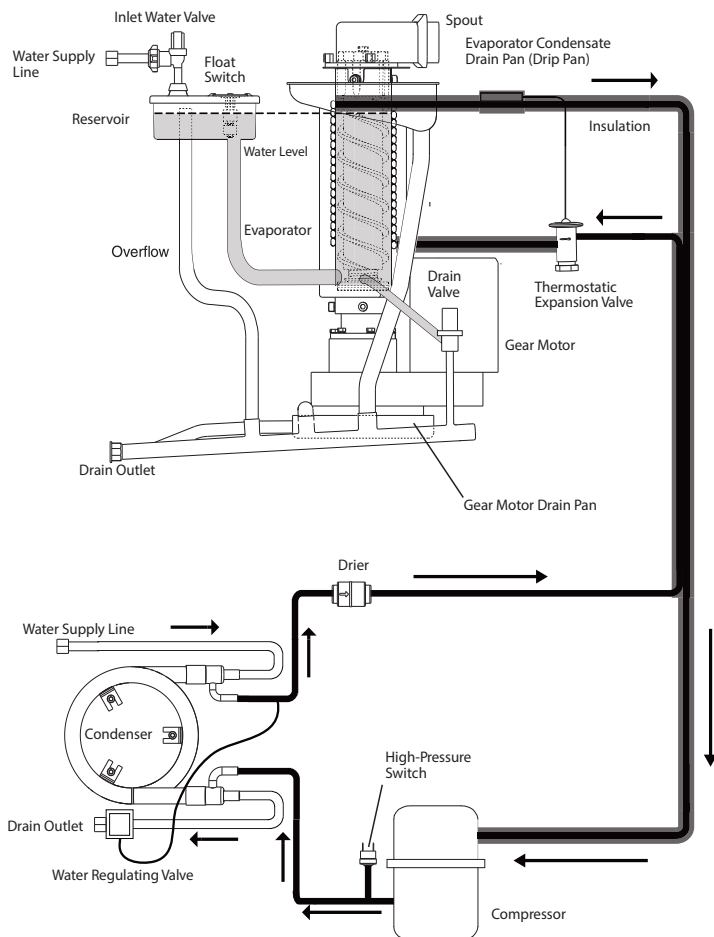 Inlet Water Valve
Spout
Water Supply
Line
Float
Switch
Evaporator Condensate
Drain Pan (Drip Pan)
Reservoir
Insulation
Water Level
Evaporator
Overflow
Drain
Valve
Thermostatic
Expansion Valve
Gear Motor
Drain Outlet
Gear Motor Drain Pan
Drier
Water Supply Line
Condenser
High-Pressure
Switch
Drain Outlet
Water Regulating Valve
Compressor